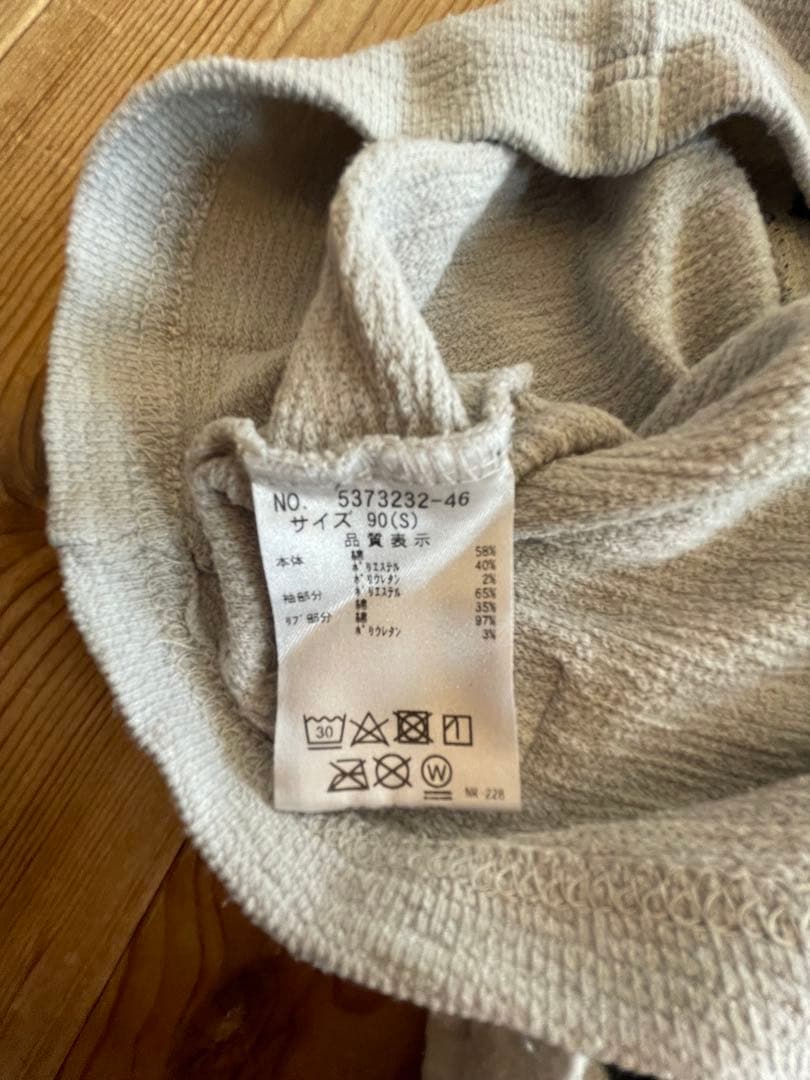 NO. 5373232-46
サイズ 90(S)
品質表示
本体 綿 58%
ポリエステル 40%
ポリウレタン 2%
袖部分 ポリエステル 65%
綿 35%
リブ部分 綿 97%
ポリウレタン 3%
30
W
NR-228